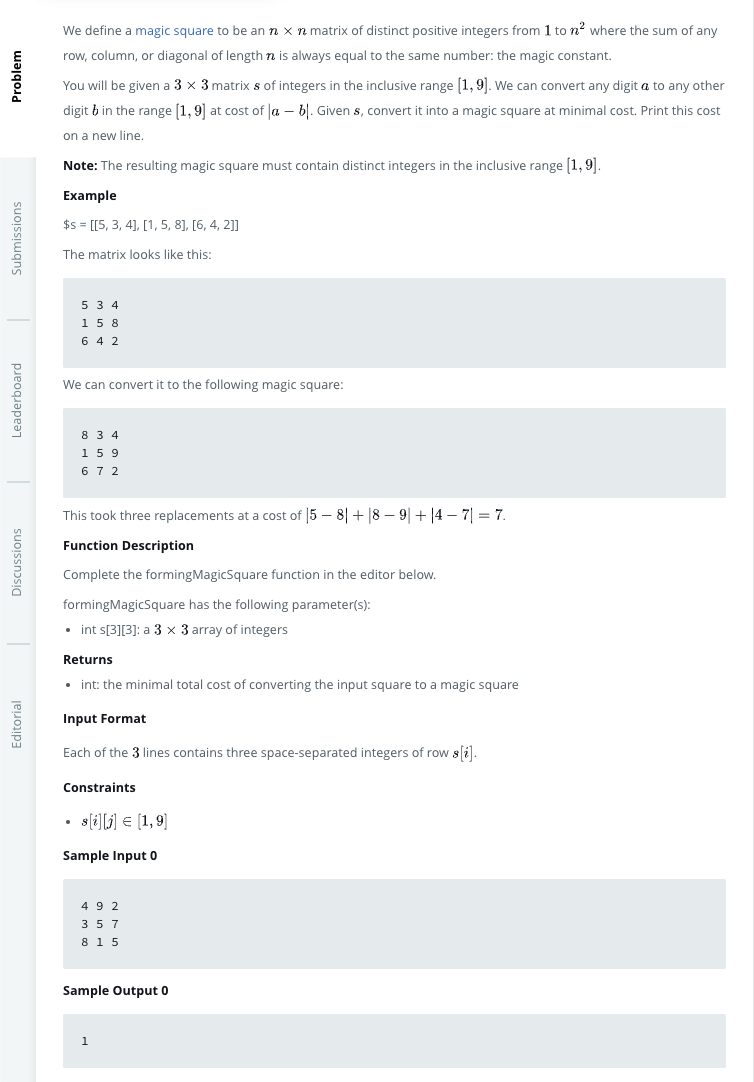 Problem
Submissions
Leaderboard
Discussions
Editorial
We define a magic square to be an n × n matrix of distinct positive integers from 1 to n² where the sum of any
row, column, or diagonal of length n is always equal to the same number: the magic constant.
You will be given a 3 × 3 matrix s of integers in the inclusive range [1, 9]. We can convert any digit a to any other
digit b in the range [1, 9] at cost of |a − b|. Given s, convert it into a magic square at minimal cost. Print this cost
on a new line.
Note: The resulting magic square must contain distinct integers in the inclusive range [1, 9].
Example
$s = [[5, 3, 4], [1, 5, 8], [6, 4, 2]]
The matrix looks like this:
5 3 4
1 5 8
6 4 2
We can convert it to the following magic square:
8 3 4
1 5 9
6 7 2
This took three replacements at a cost of |5 − 8| + |8 − 9| + |4 − 7| = 7.
Function Description
Complete the formingMagicSquare function in the editor below.
formingMagicSquare has the following parameter(s):
• int s[3][3]: a 3 × 3 array of integers
Returns
• int: the minimal total cost of converting the input square to a magic square
Input Format
Each of the 3 lines contains three space-separated integers of row s[i].
Constraints
• s[i][j] ∈ [1, 9]
Sample Input 0
4 9 2
3 5 7
8 1 5
Sample Output 0
1